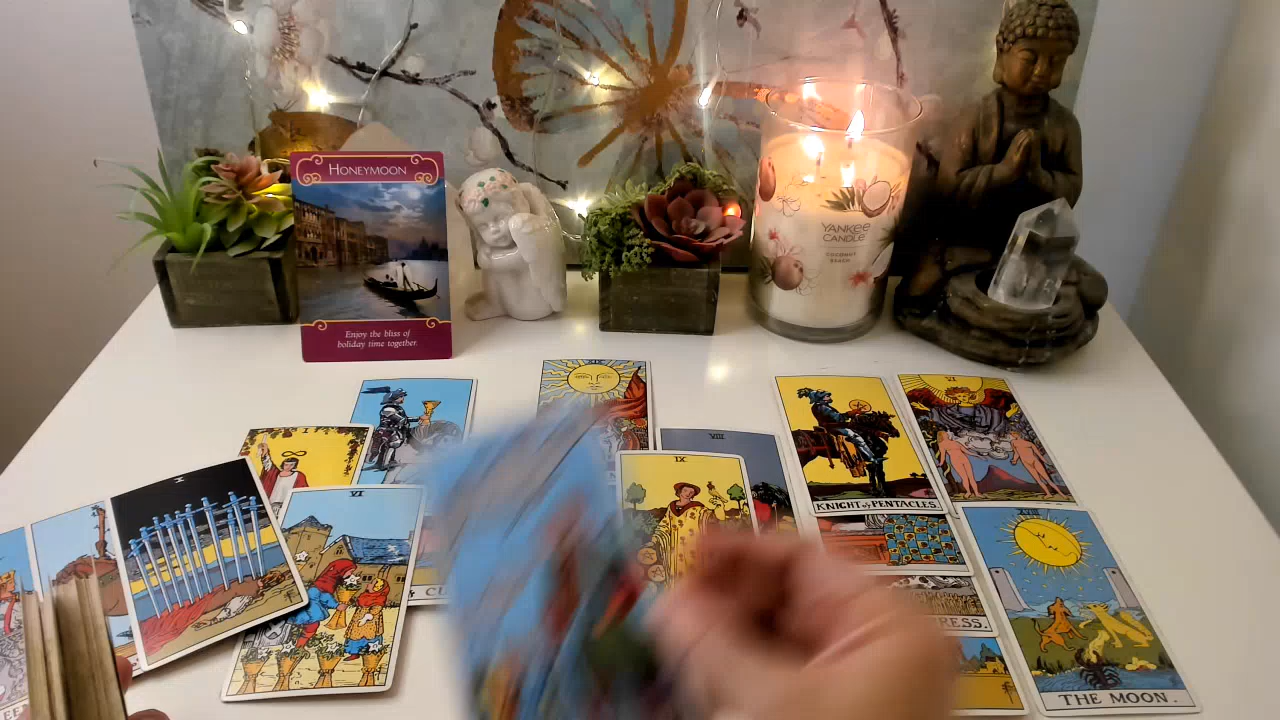 HONEYMOON
Enjoy the bliss of
holiday time together.
YANKEE
CANDLE
COCONUT
BEACH
XIX
VIII
VI
KNIGHT of PENTACLES.
IX
VI
X
RESS.
THE MOON.